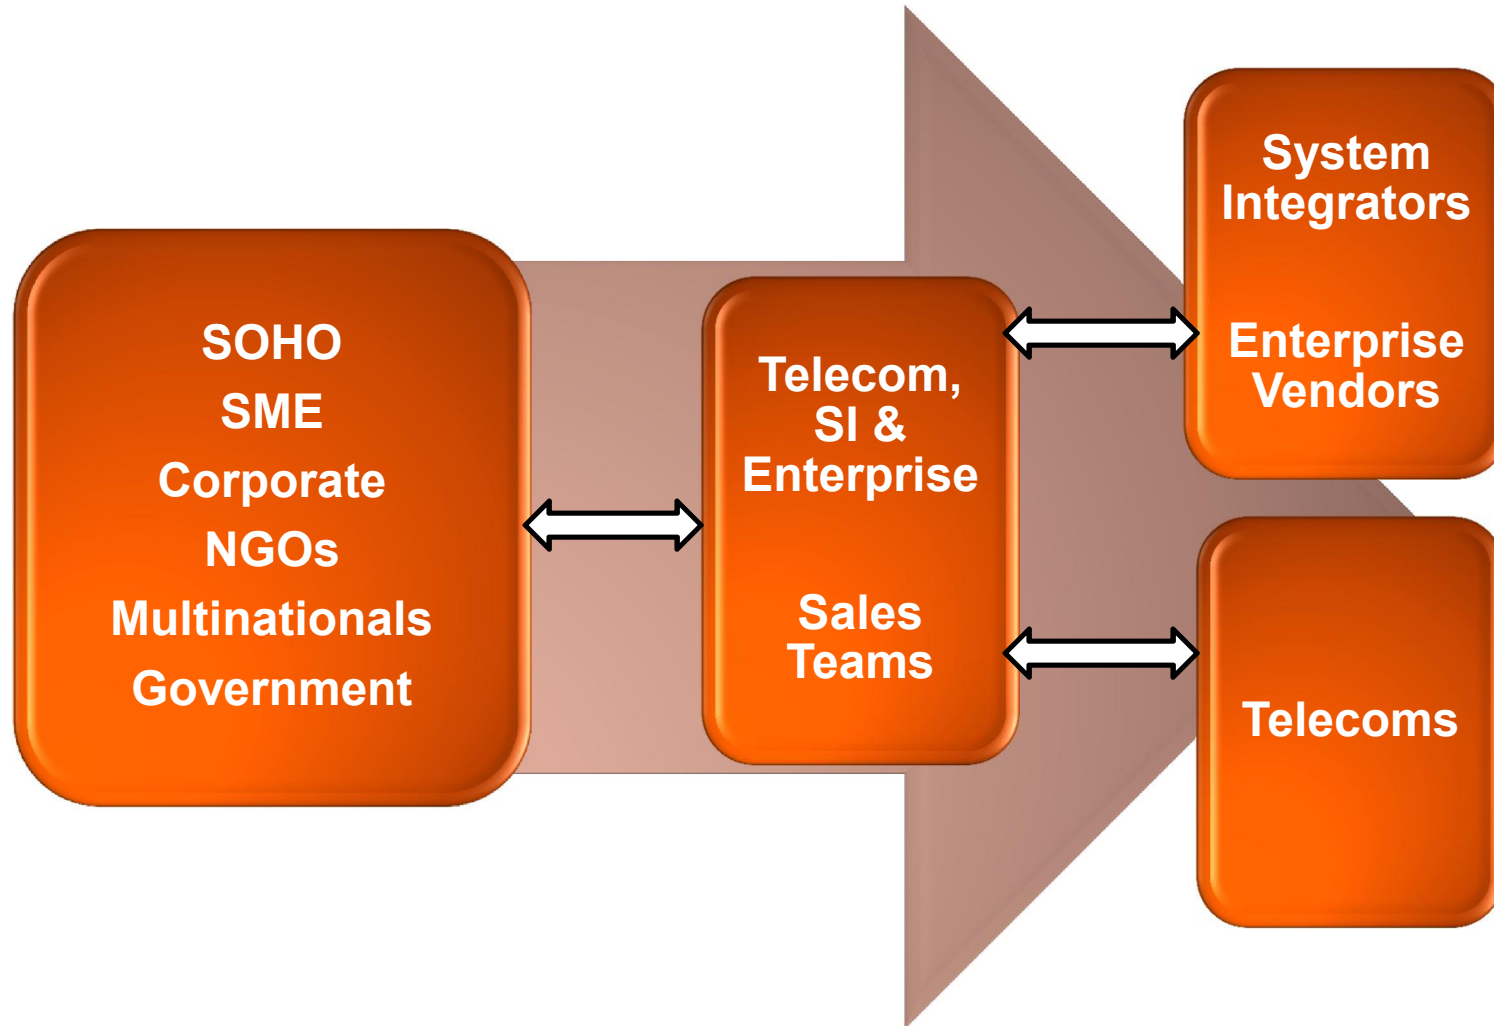 SOHO
SME
Corporate
NGOs
Multinationals
Government
Telecom,
SI &
Enterprise
Sales
Teams
System
Integrators
Enterprise
Vendors
Telecoms